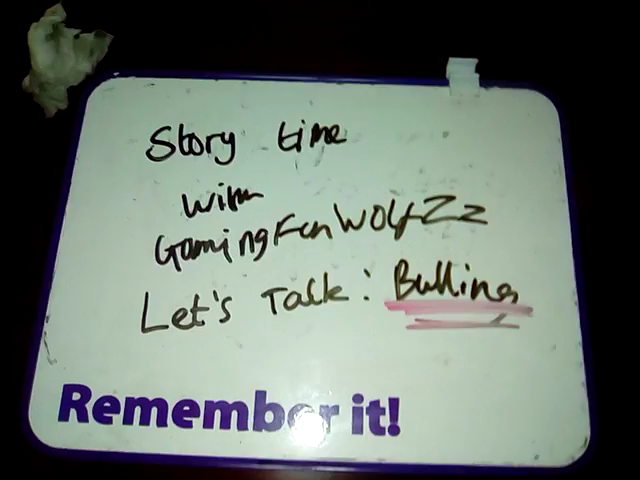 Story time
with
GamingFanWolfZz
Let's Talk: Bulling
Remember it!